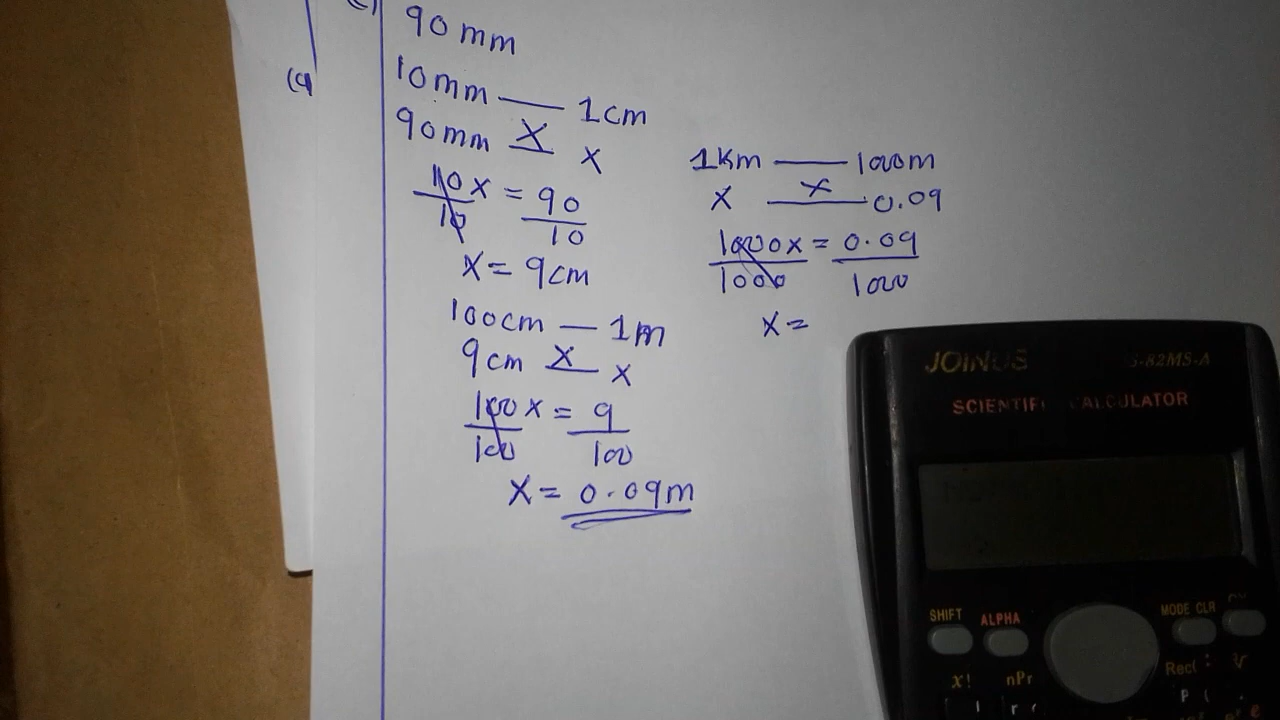 90 mm
(a)
10mm — 1cm
90mm X x
10x = 90
10 10
x = 9cm
100cm — 1m
9cm X x
100x = 9
100 100
x = 0.09m
1Km — 1000m
x x 0.09
1000x = 0.09
1000 1000
x =
JOINUS
-82MS-A
SCIENTIF CALCULATOR
SHIFT ALPHA MODE CLR
x! nPr Rec( :